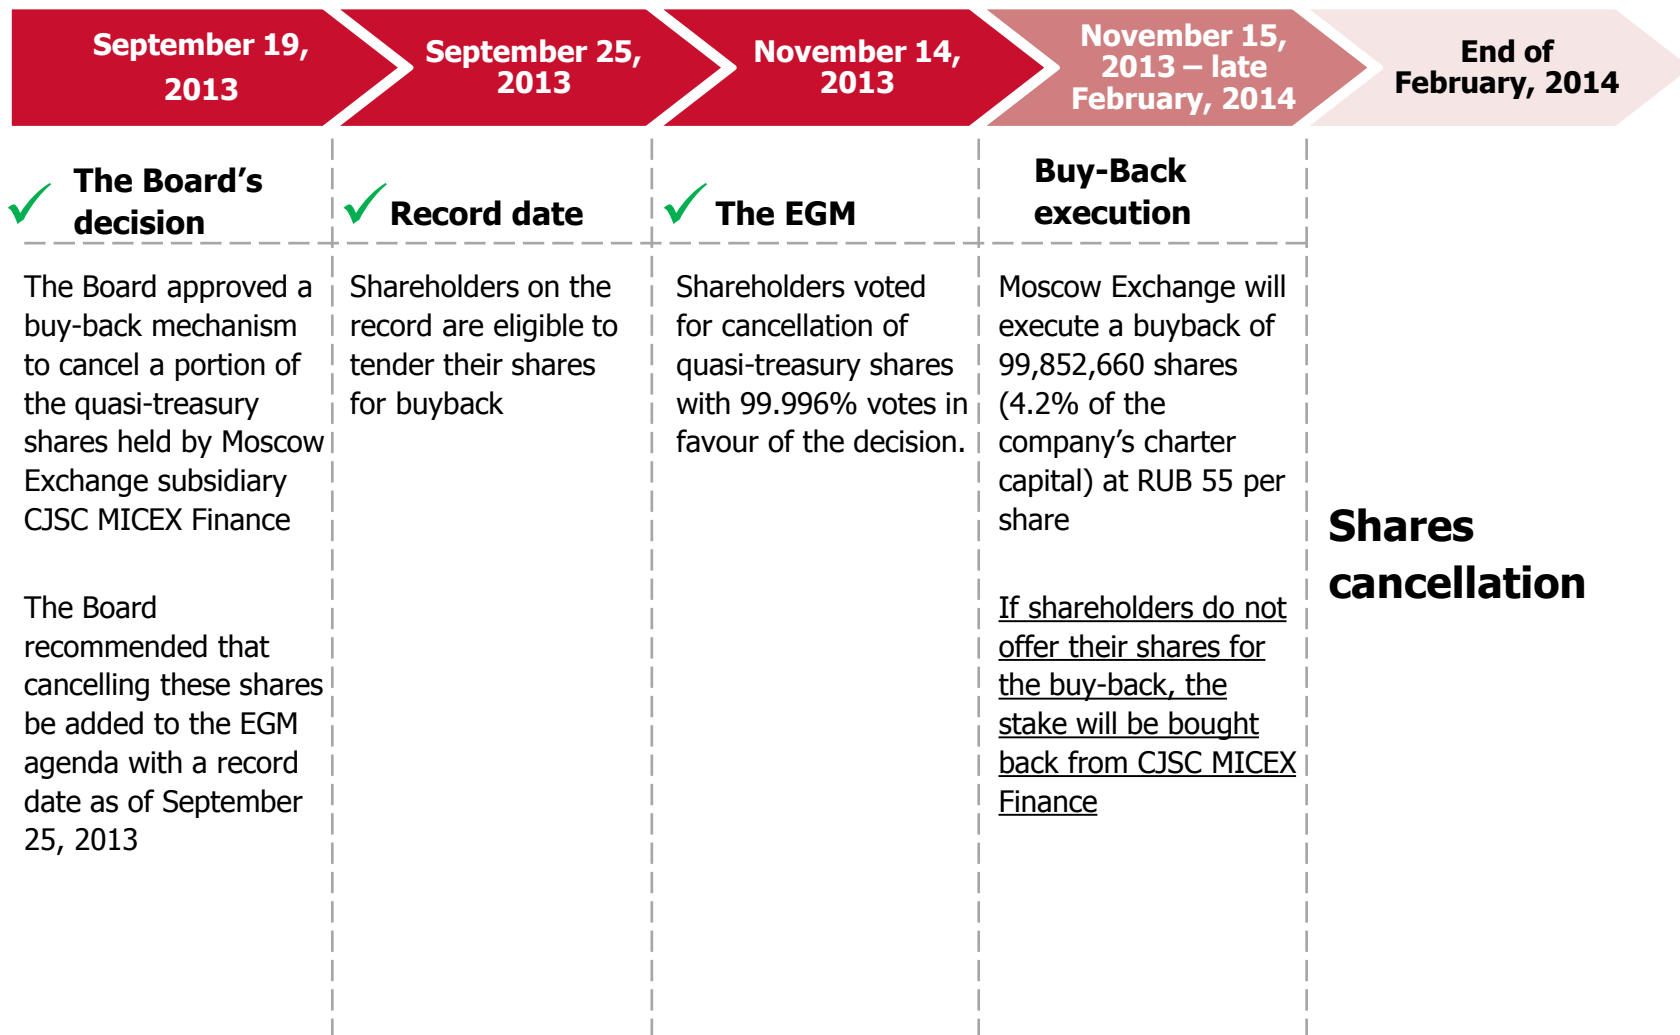 September 19,
2013
September 25,
2013
November 14,
2013
November 15,
2013 – late
February, 2014
End of
February, 2014
The Board’s
decision
Record date
The EGM
Buy-Back
execution
The Board approved a
buy-back mechanism
to cancel a portion of
the quasi-treasury
shares held by Moscow
Exchange subsidiary
CJSC MICEX Finance
The Board
recommended that
cancelling these shares
be added to the EGM
agenda with a record
date as of September
25, 2013
Shareholders on the
record are eligible to
tender their shares
for buyback
Shareholders voted
for cancellation of
quasi-treasury shares
with 99.996% votes in
favour of the decision.
Moscow Exchange will
execute a buyback of
99,852,660 shares
(4.2% of the
company’s charter
capital) at RUB 55 per
share
If shareholders do not
offer their shares for
the buy-back, the
stake will be bought
back from CJSC MICEX
Finance
Shares
cancellation